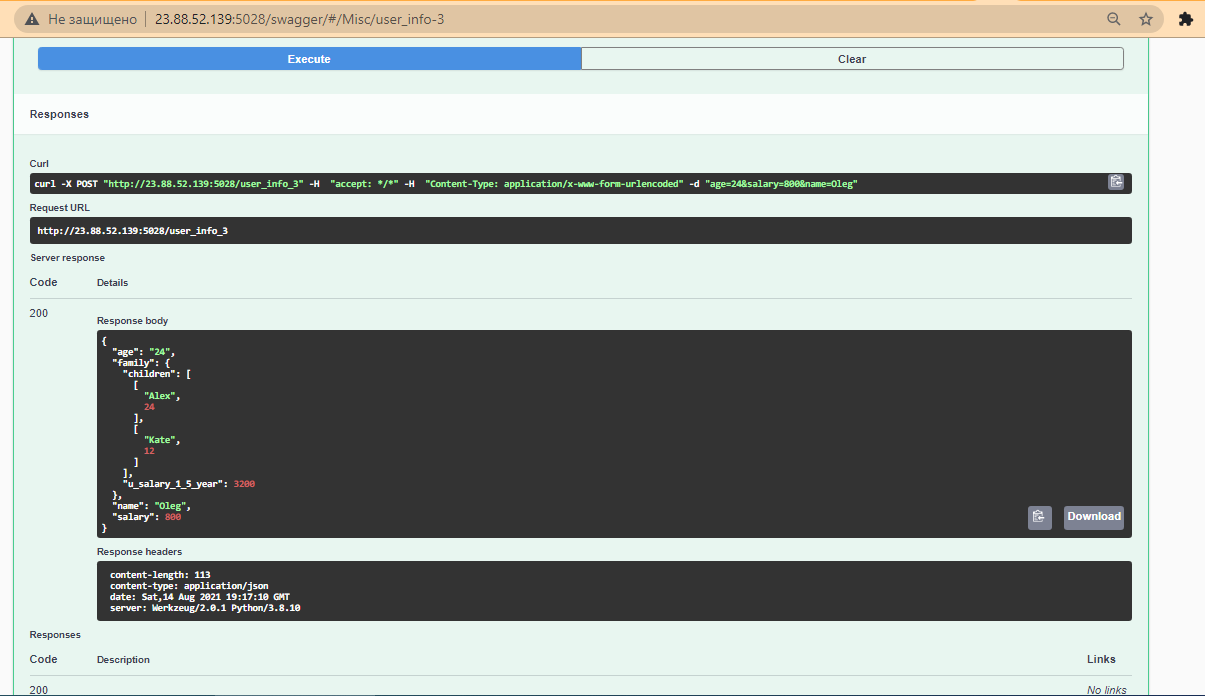 Не защищено 23.88.52.139:5028/swagger/#/Misc/user_info-3
Execute Clear
Responses
Curl
curl -X POST "http://23.88.52.139:5028/user_info_3" -H  "accept: */*" -H  "Content-Type: application/x-www-form-urlencoded" -d "age=24&salary=800&name=Oleg"
Request URL
http://23.88.52.139:5028/user_info_3
Server response
Code Details
200
Response body
{
  "age": "24",
  "family": {
    "children": [
      [
        "Alex",
        24
      ],
      [
        "Kate",
        12
      ]
    ],
    "u_salary_1_5_year": 3200
  },
  "name": "Oleg",
  "salary": 800
}
Download
Response headers
content-length: 113
content-type: application/json
date: Sat,14 Aug 2021 19:17:10 GMT
server: Werkzeug/2.0.1 Python/3.8.10
Responses
Code Description Links
200 No links